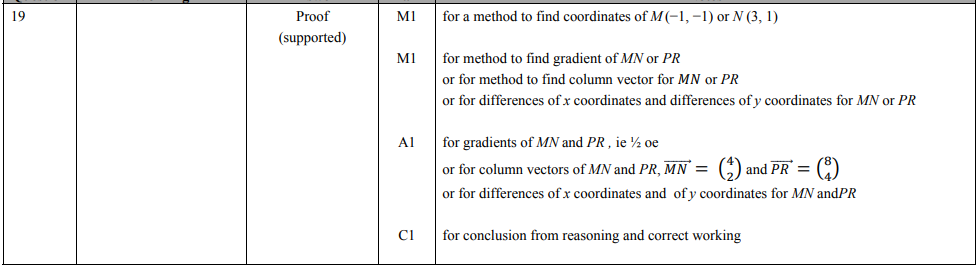 19 Proof M1 for a method to find coordinates of M (−1, −1) or N (3, 1)
(supported)
M1 for method to find gradient of MN or PR
or for method to find column vector for MN or PR
or for differences of x coordinates and differences of y coordinates for MN or PR
A1 for gradients of MN and PR , ie ½ oe
or for column vectors of MN and PR, \overrightarrow{MN} = \binom{4}{2} and \overrightarrow{PR} = \binom{8}{4}
or for differences of x coordinates and of y coordinates for MN andPR
C1 for conclusion from reasoning and correct working